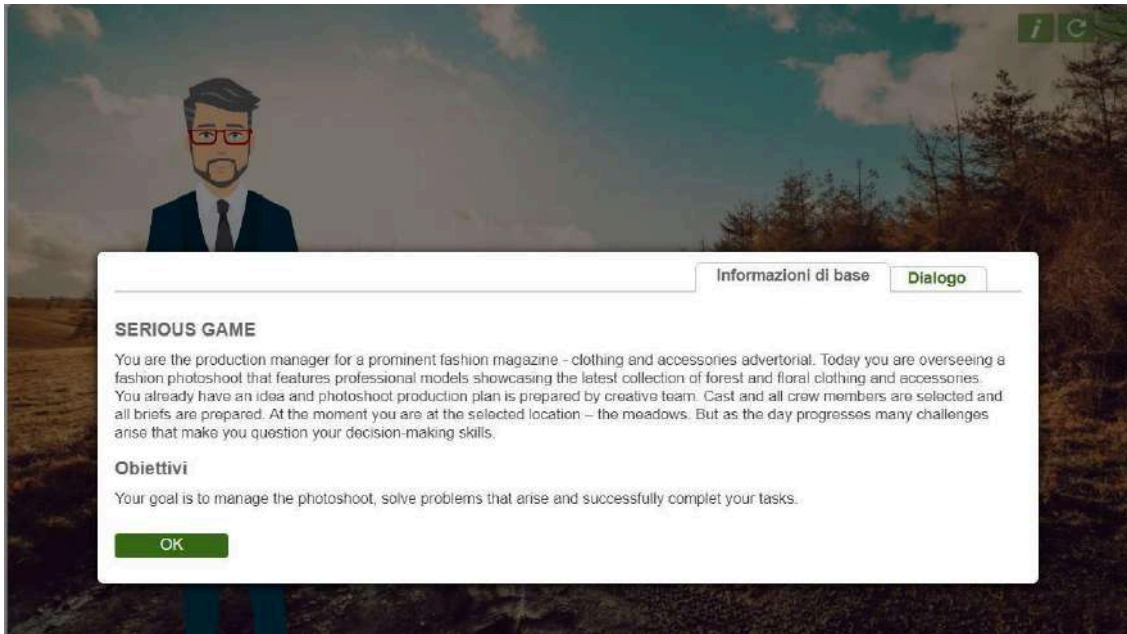 i
Informazioni di base
Dialogo
SERIOUS GAME
You are the production manager for a prominent fashion magazine - clothing and accessories advertorial. Today you are overseeing a
fashion photoshoot that features professional models showcasing the latest collection of forest and floral clothing and accessories.
You already have an idea and photoshoot production plan is prepared by creative team. Cast and all crew members are selected and
all briefs are prepared. At the moment you are at the selected location – the meadows. But as the day progresses many challenges
arise that make you question your decision-making skills.
Obiettivi
Your goal is to manage the photoshoot, solve problems that arise and successfully complet your tasks.
OK